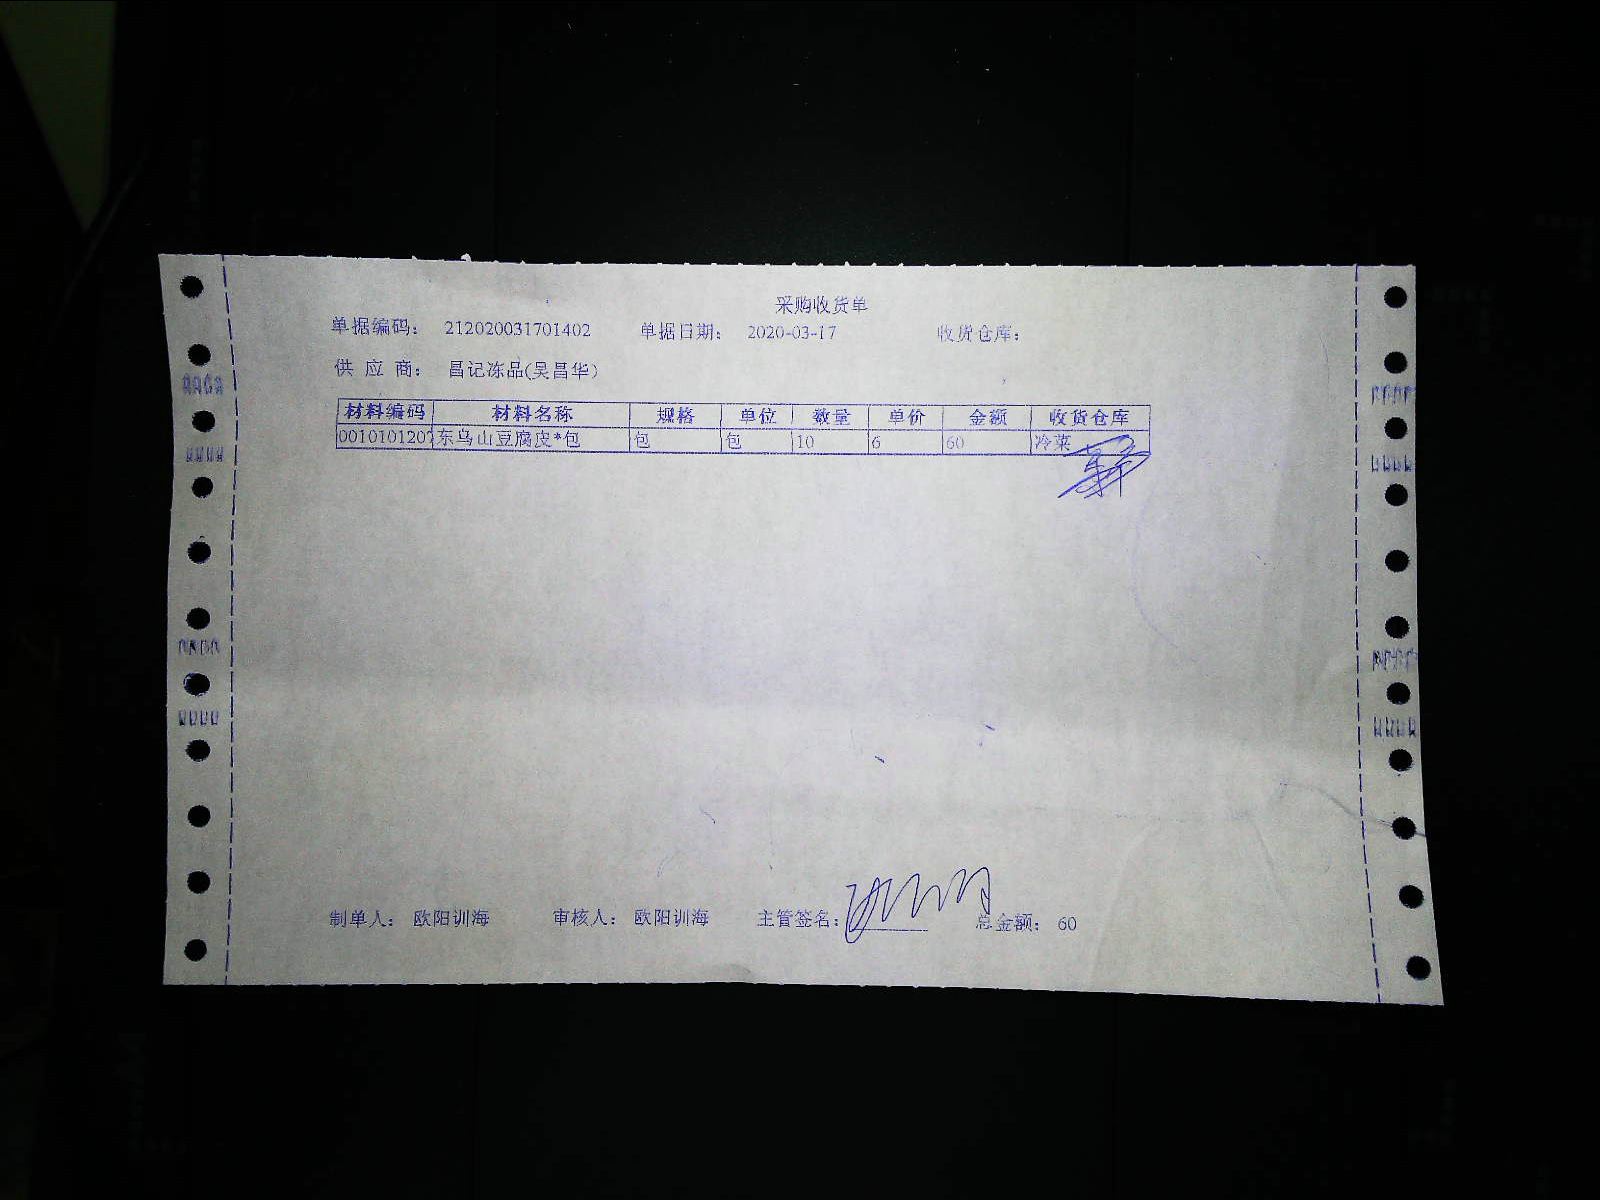 采购收货单
单据编码： 212020031701402 单据日期： 2020-03-17 收货仓库：
供 应 商： 昌记冻品(吴昌华)
材料编码 材料名称 规格 单位 数量 单价 金额 收货仓库
0010101207 东乌山豆腐皮*包 包 包 10 6 60 冷菜
制单人： 欧阳训海 审核人： 欧阳训海 主管签名： 总金额： 60